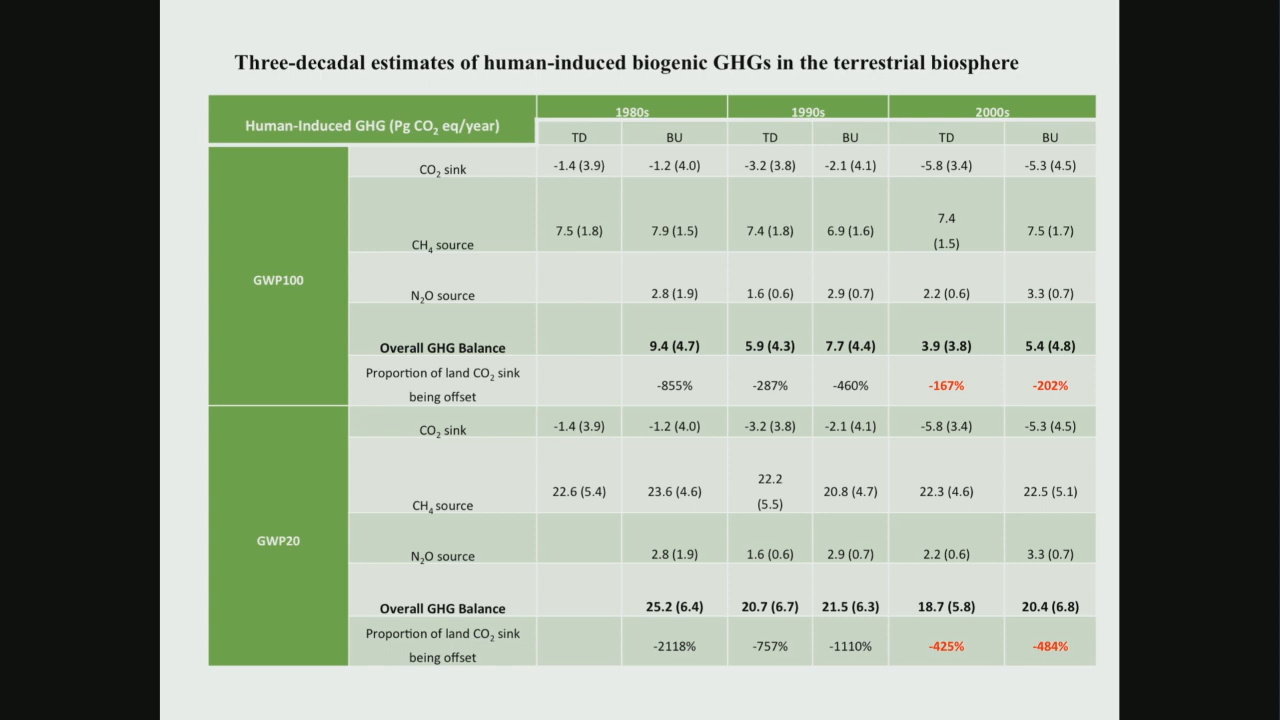 Three-decadal estimates of human-induced biogenic GHGs in the terrestrial biosphere
Human-Induced GHG (Pg CO2 eq/year) 1980s 1990s 2000s
TD BU TD BU TD BU
GWP100
CO2 sink -1.4 (3.9) -1.2 (4.0) -3.2 (3.8) -2.1 (4.1) -5.8 (3.4) -5.3 (4.5)
CH4 source 7.5 (1.8) 7.9 (1.5) 7.4 (1.8) 6.9 (1.6) 7.4 (1.5) 7.5 (1.7)
N2O source 2.8 (1.9) 1.6 (0.6) 2.9 (0.7) 2.2 (0.6) 3.3 (0.7)
Overall GHG Balance 9.4 (4.7) 5.9 (4.3) 7.7 (4.4) 3.9 (3.8) 5.4 (4.8)
Proportion of land CO2 sink being offset -855% -287% -460% -167% -202%
GWP20
CO2 sink -1.4 (3.9) -1.2 (4.0) -3.2 (3.8) -2.1 (4.1) -5.8 (3.4) -5.3 (4.5)
CH4 source 22.6 (5.4) 23.6 (4.6) 22.2 (5.5) 20.8 (4.7) 22.3 (4.6) 22.5 (5.1)
N2O source 2.8 (1.9) 1.6 (0.6) 2.9 (0.7) 2.2 (0.6) 3.3 (0.7)
Overall GHG Balance 25.2 (6.4) 20.7 (6.7) 21.5 (6.3) 18.7 (5.8) 20.4 (6.8)
Proportion of land CO2 sink being offset -2118% -757% -1110% -425% -484%